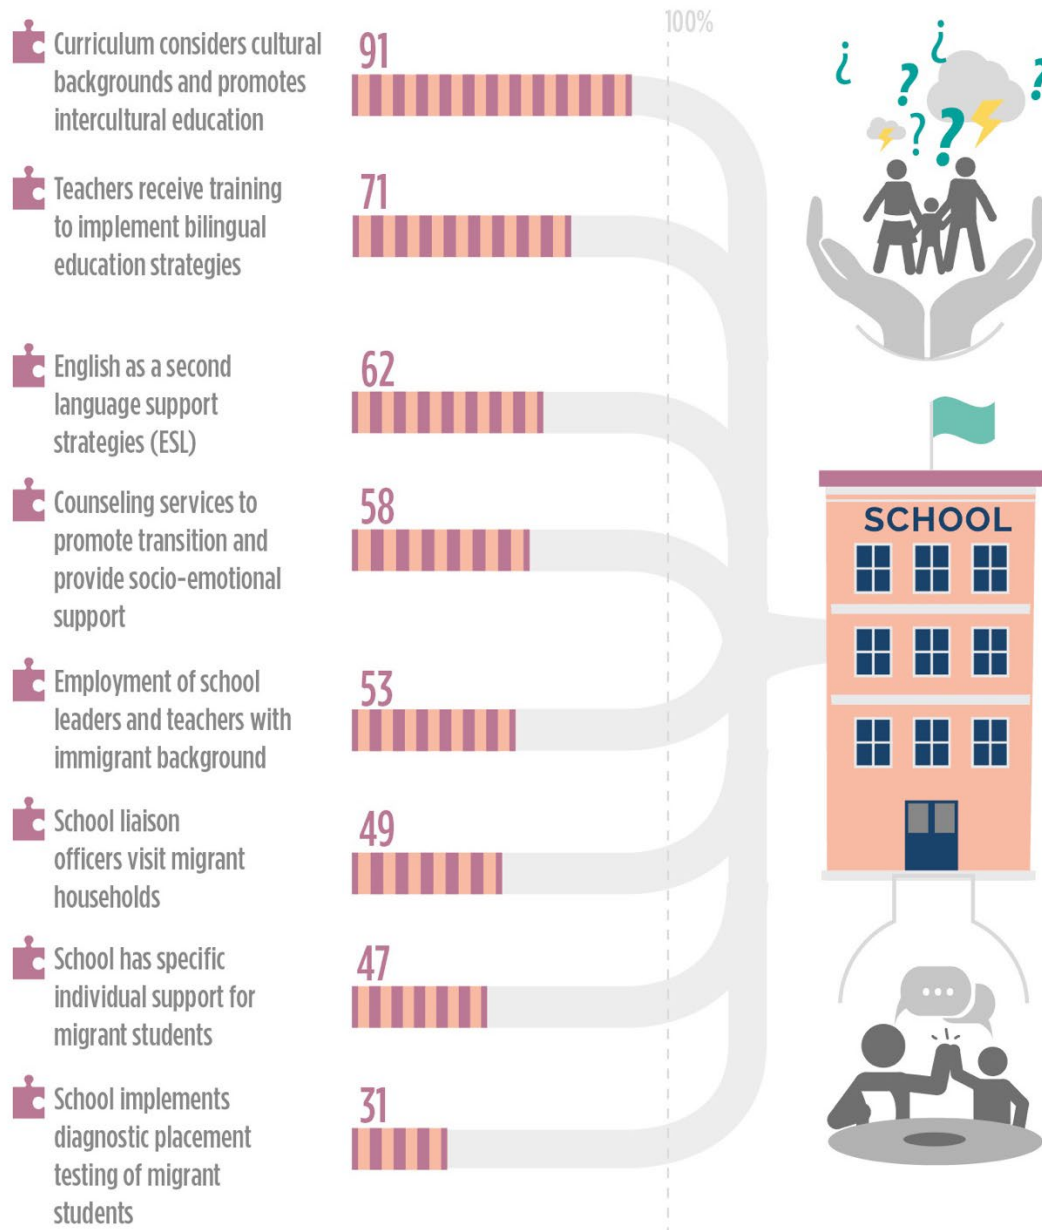 100%
Curriculum considers cultural
backgrounds and promotes
intercultural education
91
Teachers receive training
to implement bilingual
education strategies
71
English as a second
language support
strategies (ESL)
62
Counseling services to
promote transition and
provide socio-emotional
support
58
Employment of school
leaders and teachers with
immigrant background
53
School liaison
officers visit migrant
households
49
School has specific
individual support for
migrant students
47
School implements
diagnostic placement
testing of migrant
students
31
¿ ¿ ? ? ? ?
SCHOOL